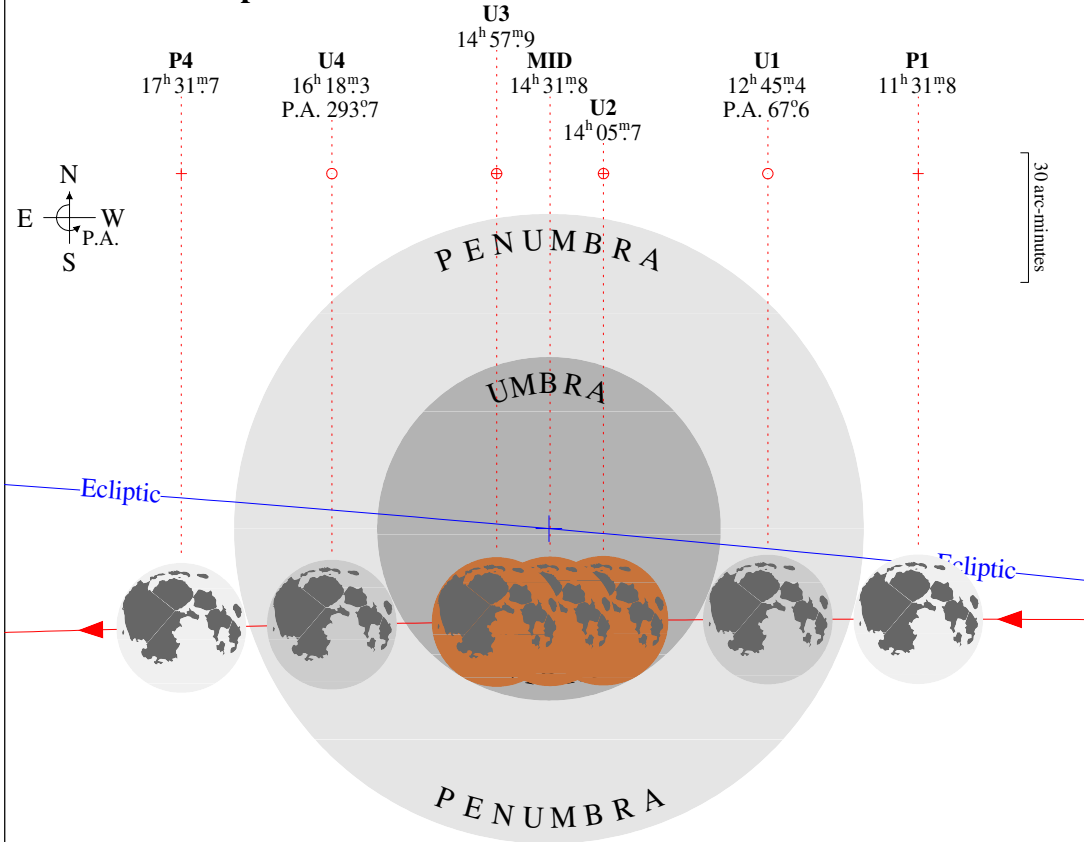 U3
14h 57m.9
P4
17h 31m.7
U4
16h 18m.3
P.A. 293°.7
MID
14h 31m.8
U2
14h 05m.7
U1
12h 45m.4
P.A. 67°.6
P1
11h 31m.8
N
E W
P.A.
S
30 arc-minutes
PENUMBRA
UMBRA
Ecliptic
Ecliptic
PENUMBRA